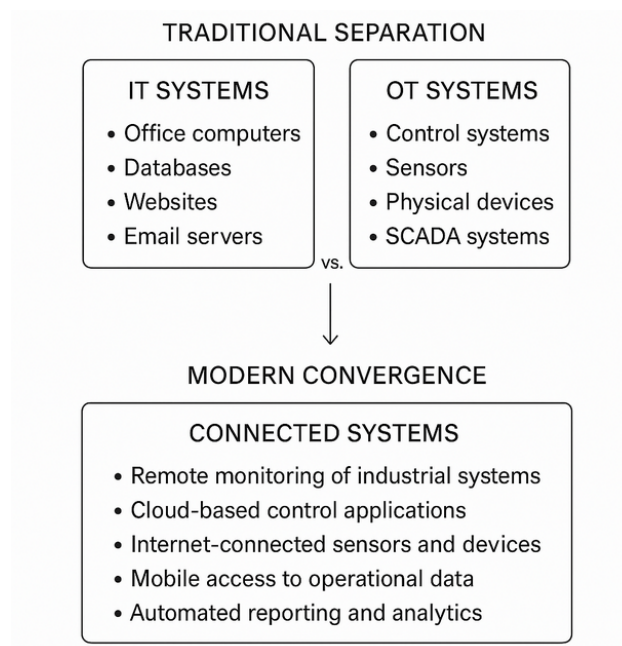 TRADITIONAL SEPARATION
IT SYSTEMS
• Office computers
• Databases
• Websites
• Email servers
vs.
OT SYSTEMS
• Control systems
• Sensors
• Physical devices
• SCADA systems
MODERN CONVERGENCE
CONNECTED SYSTEMS
• Remote monitoring of industrial systems
• Cloud-based control applications
• Internet-connected sensors and devices
• Mobile access to operational data
• Automated reporting and analytics